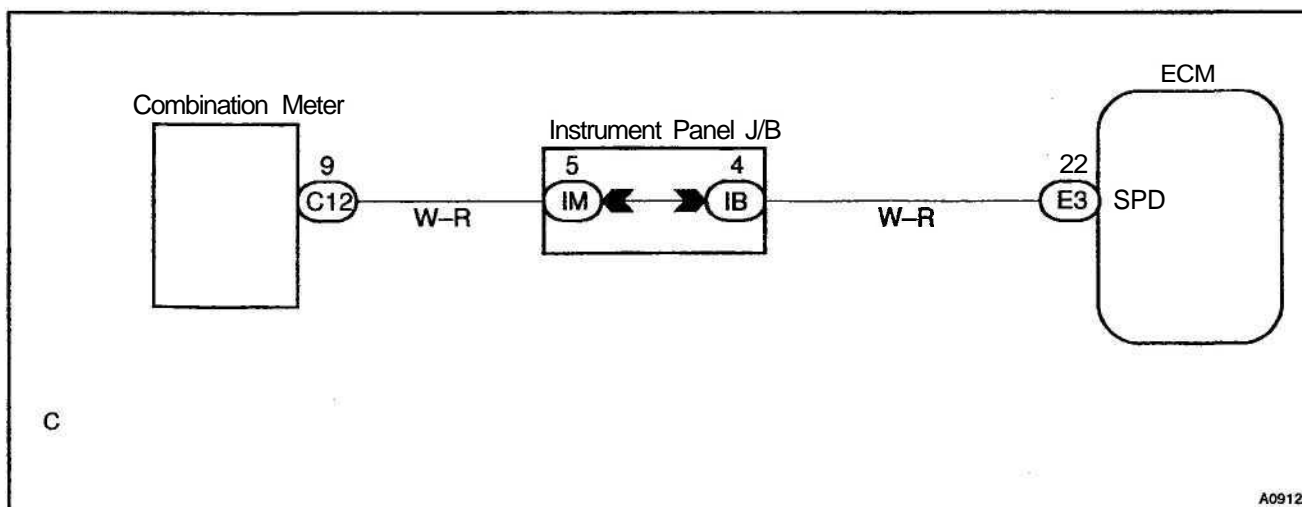 ECM
Combination Meter
Instrument Panel J/B
9
5
4
22
C12
IM
IB
E3
SPD
W–R
W–R
C
A0912